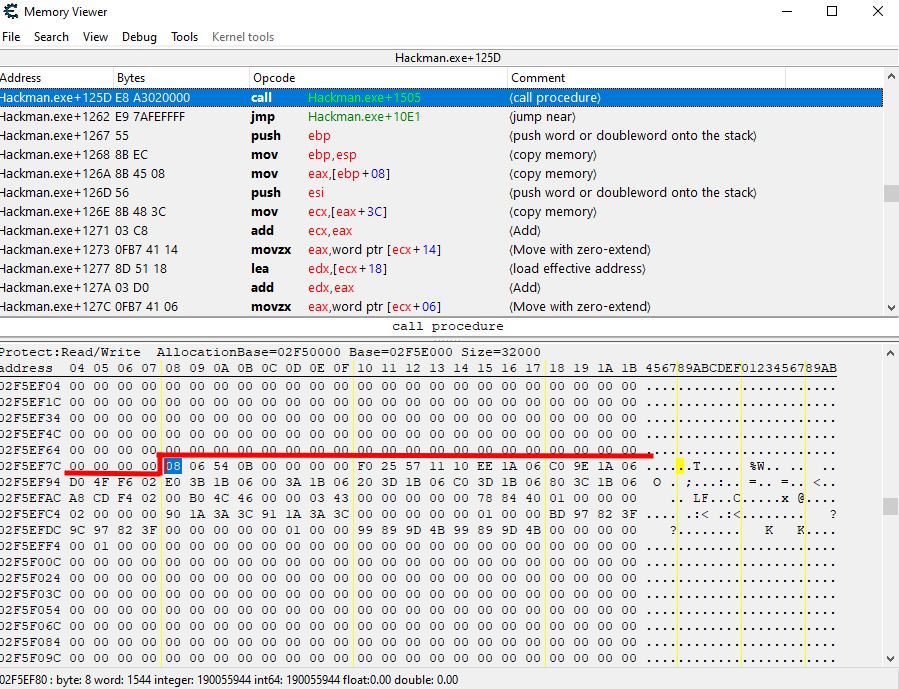 Memory Viewer
File Search View Debug Tools Kernel tools
Hackman.exe+125D
Address Bytes Opcode Comment
Hackman.exe+125D E8 A3020000 call Hackman.exe+1505 (call procedure)
Hackman.exe+1262 E9 7AFEFFFF jmp Hackman.exe+10E1 (jump near)
Hackman.exe+1267 55 push ebp (push word or doubleword onto the stack)
Hackman.exe+1268 8B EC mov ebp,esp (copy memory)
Hackman.exe+126A 8B 45 08 mov eax,[ebp+08] (copy memory)
Hackman.exe+126D 56 push esi (push word or doubleword onto the stack)
Hackman.exe+126E 8B 48 3C mov ecx,[eax+3C] (copy memory)
Hackman.exe+1271 03 C8 add ecx,eax (Add)
Hackman.exe+1273 0FB7 41 14 movzx eax,word ptr [ecx+14] (Move with zero-extend)
Hackman.exe+1277 8D 51 18 lea edx,[ecx+18] (load effective address)
Hackman.exe+127A 03 D0 add edx,eax (Add)
Hackman.exe+127C 0FB7 41 06 movzx eax,word ptr [ecx+06] (Move with zero-extend)
call procedure
Protect:Read/Write AllocationBase=02F50000 Base=02F5E000 Size=32000
address 04 05 06 07 08 09 0A 0B 0C 0D 0E 0F 10 11 12 13 14 15 16 17 18 19 1A 1B 456789ABCDEF0123456789AB
02F5EF04 00 00 00 00 00 00 00 00 00 00 00 00 00 00 00 00 00 00 00 00 00 00 00 00 ........................
02F5EF1C 00 00 00 00 00 00 00 00 00 00 00 00 00 00 00 00 00 00 00 00 00 00 00 00 ........................
02F5EF34 00 00 00 00 00 00 00 00 00 00 00 00 00 00 00 00 00 00 00 00 00 00 00 00 ........................
02F5EF4C 00 00 00 00 00 00 00 00 00 00 00 00 00 00 00 00 00 00 00 00 00 00 00 00 ........................
02F5EF64 00 00 00 00 00 00 00 00 00 00 00 00 00 00 00 00 00 00 00 00 00 00 00 00 ........................
02F5EF7C 00 00 00 00 08 06 54 0B 00 00 00 00 F0 25 57 11 10 EE 1A 06 C0 9E 1A 06 .....T..... %W.. . ..
02F5EF94 D0 4F F6 02 E0 3B 1B 06 00 3A 1B 06 20 3D 1B 06 C0 3D 1B 06 80 3C 1B 06 O . ;...:.. =.. =.. <..
02F5EFAC A8 CD F4 02 00 B0 4C 46 00 00 03 43 00 00 00 00 78 84 40 01 00 00 00 . . LF...C.....x @....
02F5EFC4 02 00 00 00 90 1A 3A 3C 91 1A 3A 3C 00 00 00 00 00 01 00 00 BD 97 82 3F .... .:< .:<........ ?
02F5EFDC 9C 97 82 3F 00 00 00 00 00 01 00 00 99 89 9D 4B 99 89 9D 4B 00 00 00 00 ?........ K K....
02F5EFF4 00 01 00 00 00 00 00 00 00 00 00 00 00 00 00 00 00 00 00 00 00 00 00 00 ........................
02F5F00C 00 00 00 00 00 00 00 00 00 00 00 00 00 00 00 00 00 00 00 00 00 00 00 00 ........................
02F5F024 00 00 00 00 00 00 00 00 00 00 00 00 00 00 00 00 00 00 00 00 00 00 00 00 ........................
02F5F03C 00 00 00 00 00 00 00 00 00 00 00 00 00 00 00 00 00 00 00 00 00 00 00 00 ........................
02F5F054 00 00 00 00 00 00 00 00 00 00 00 00 00 00 00 00 00 00 00 00 00 00 00 00 ........................
02F5F06C 00 00 00 00 00 00 00 00 00 00 00 00 00 00 00 00 00 00 00 00 00 00 00 00 ........................
02F5F084 00 00 00 00 00 00 00 00 00 00 00 00 00 00 00 00 00 00 00 00 00 00 00 00 ........................
02F5F09C 00 00 00 00 00 00 00 00 00 00 00 00 00 00 00 00 00 00 00 00 00 00 00 00 ........................
02F5EF80 : byte: 8 word: 1544 integer: 190055944 int64: 190055944 float:0.00 double: 0.00